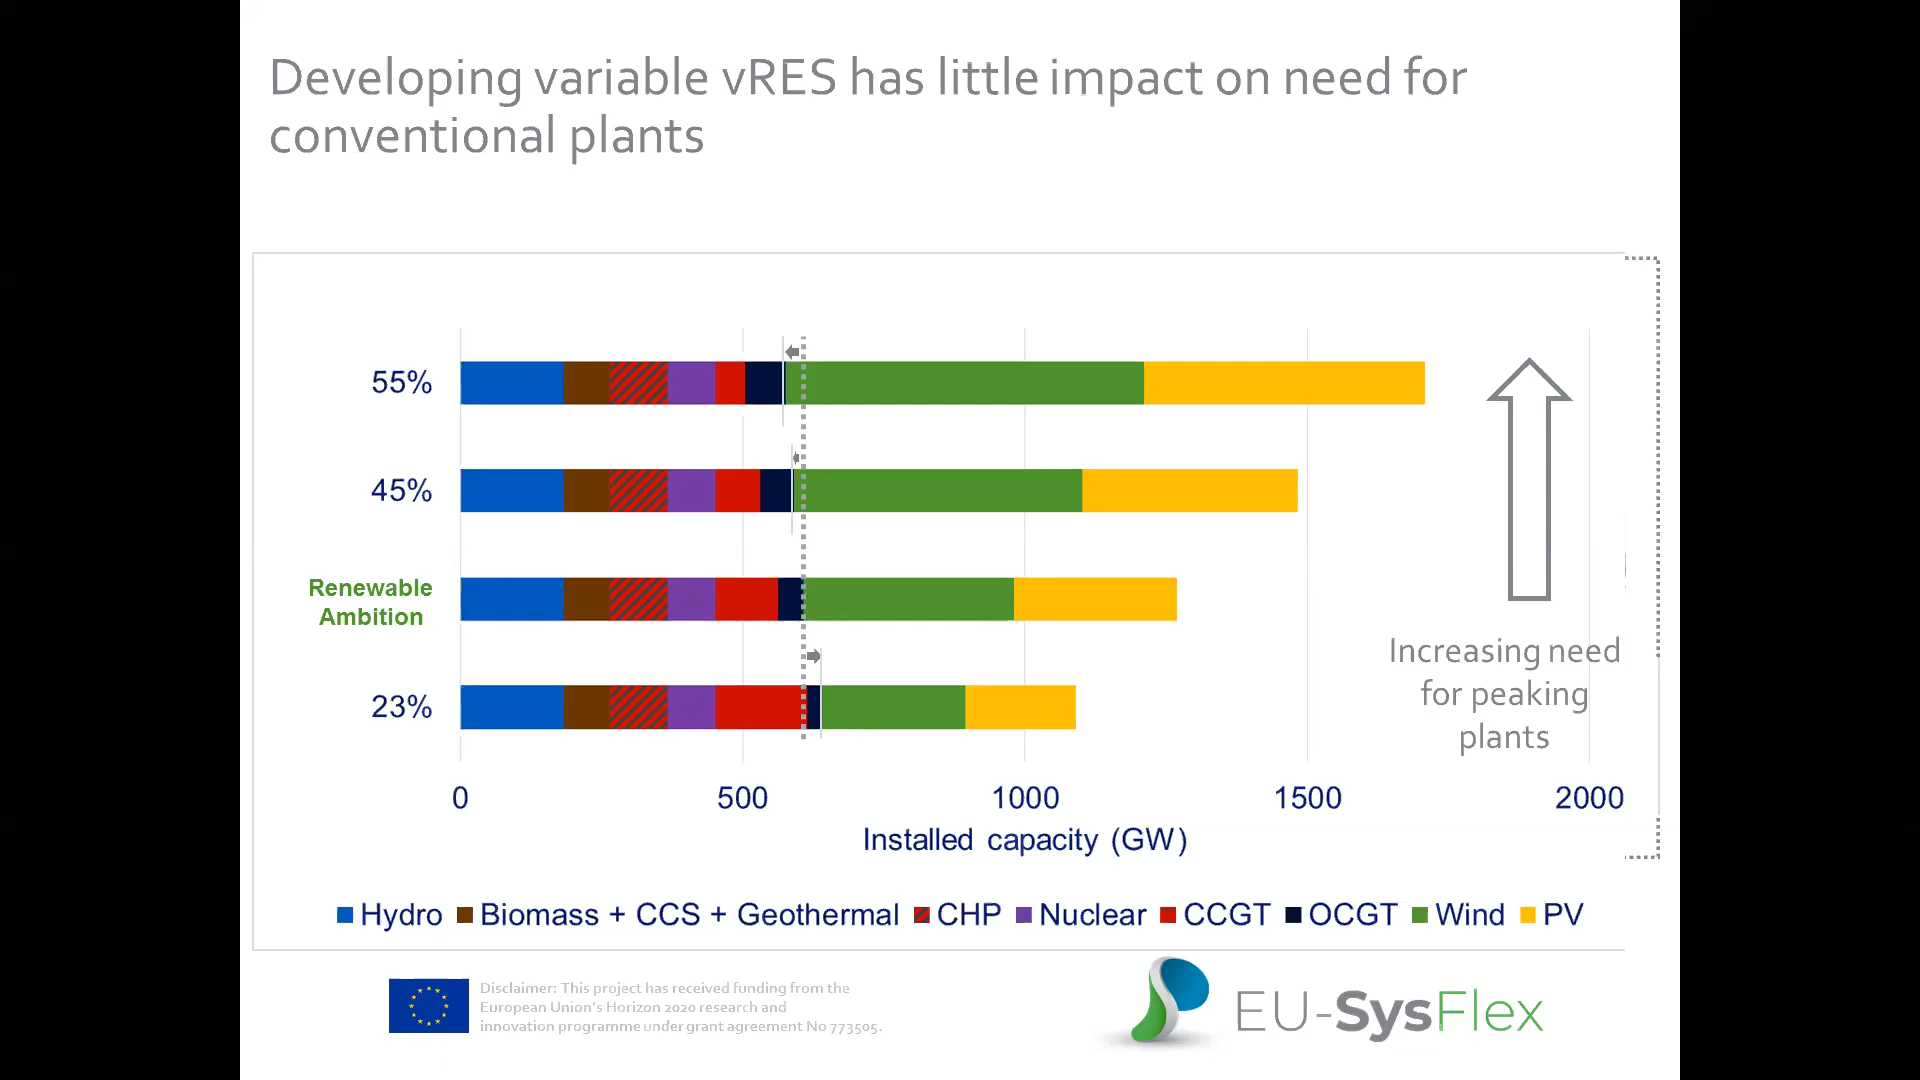 Developing variable vRES has little impact on need for
conventional plants
55%
45%
Renewable
Ambition
23%
Increasing need
for peaking
plants
0 500 1000 1500 2000
Installed capacity (GW)
Hydro Biomass + CCS + Geothermal CHP Nuclear CCGT OCGT Wind PV
Disclaimer: This project has received funding from the
European Union's Horizon 2020 research and
innovation programme under grant agreement No 773505.
EU-SysFlex